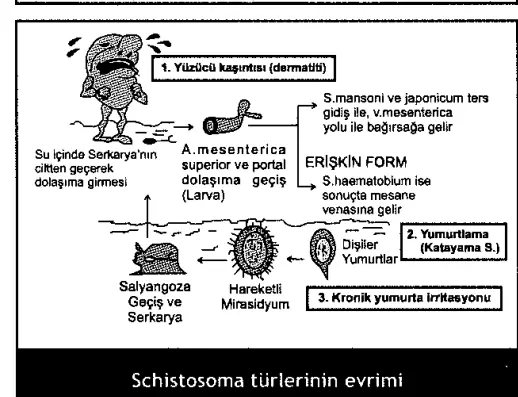 1. Yüzücü kaşıntısı (dermatiti)
Su içinde Serkarya'nın
ciltten geçerek
dolaşıma girmesi
A.mesenterica
superior ve portal
dolaşıma geçiş
(Larva)
S.mansoni ve japonicum ters
gidiş ile, v.mesenterica
yolu ile bağırsağa gelir
ERİŞKİN FORM
S.haematobium ise
sonuçta mesane
venasına gelir
2. Yumurtlama
(Katayama S.)
Dişiler
Yumurtlar
Salyangoza
Geçiş ve
Serkarya
Hareketli
Mirasidyum
3. Kronik yumurta irritasyonu
Schistosoma türlerinin evrimi